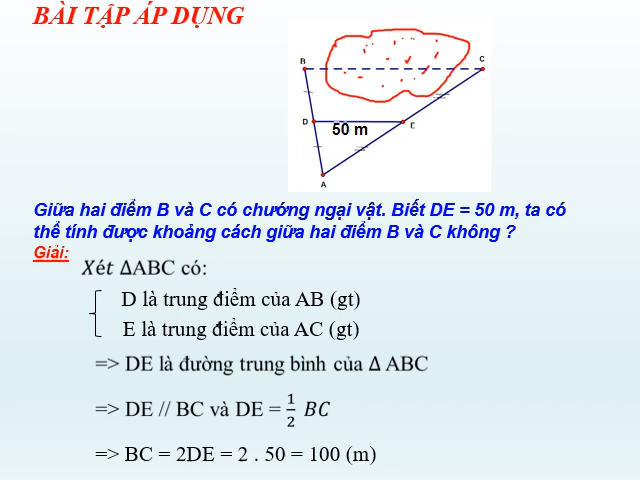 BÀI TẬP ÁP DỤNG
B
C
D
50 m
E
A
Giữa hai điểm B và C có chướng ngại vật. Biết DE = 50 m, ta có
thể tính được khoảng cách giữa hai điểm B và C không ?
Giải:
Xét ΔABC có:
D là trung điểm của AB (gt)
E là trung điểm của AC (gt)
=> DE là đường trung bình của Δ ABC
=> DE // BC và DE = 1/2 BC
=> BC = 2DE = 2 . 50 = 100 (m)